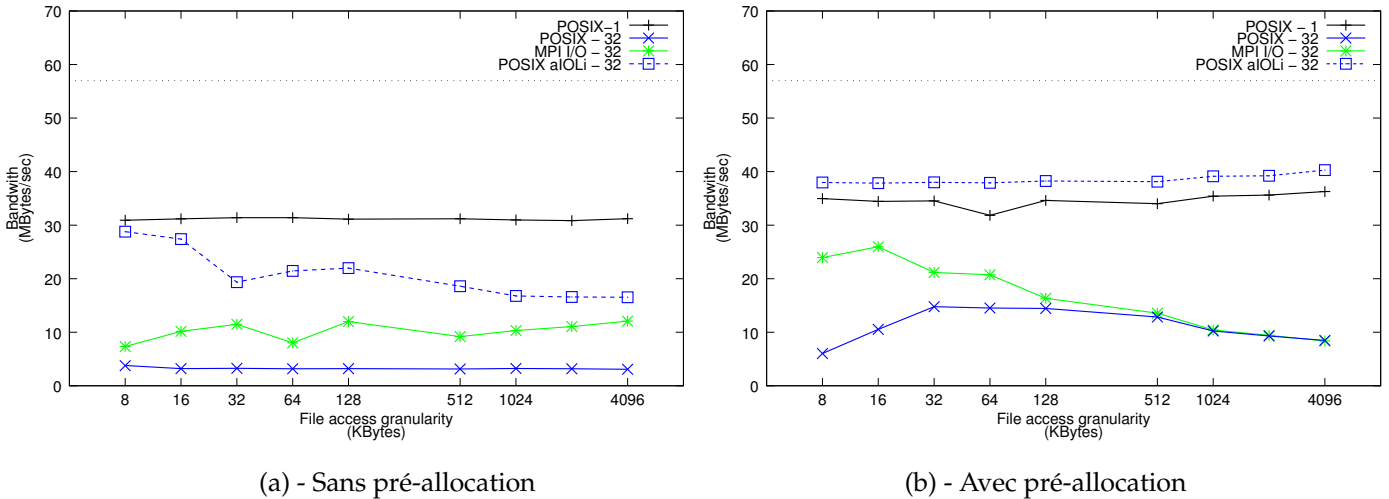 70
60
50
40
30
20
10
0
Bandwith
(MBytes/sec)
POSIX-1
POSIX - 32
MPI I/O - 32
POSIX aIOLi - 32
8 16 32 64 128 512 1024 4096
File access granularity
(KBytes)
(a) - Sans pré-allocation
70
60
50
40
30
20
10
0
Bandwith
(MBytes/sec)
POSIX - 1
POSIX - 32
MPI I/O - 32
POSIX aIOLi - 32
8 16 32 64 128 512 1024 4096
File access granularity
(KBytes)
(b) - Avec pré-allocation